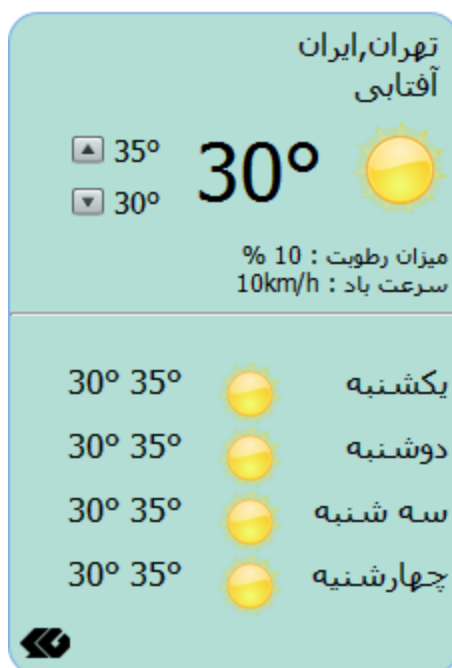 تهران,ایران
آفتابی
35°
30°
30°
میزان رطوبت : 10 %
سرعت باد : 10km/h
یکشنبه 30° 35°
دوشنبه 30° 35°
سه شنبه 30° 35°
چهارشنیه 30° 35°